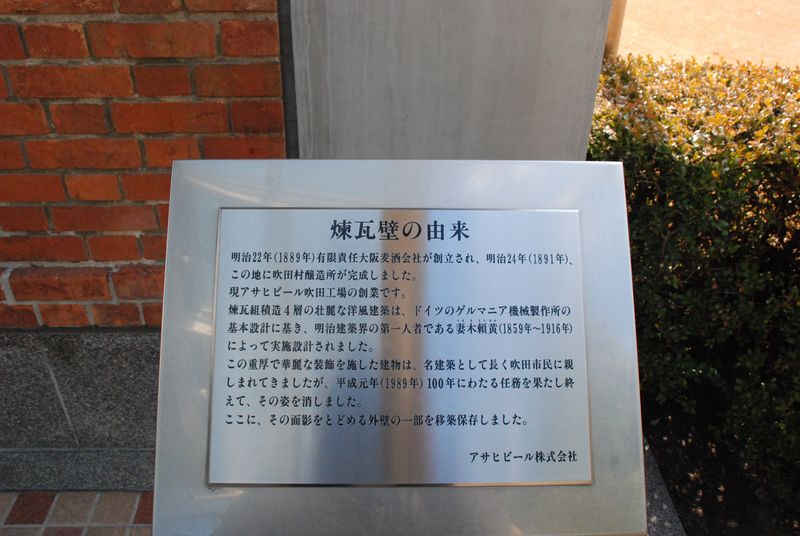 煉瓦壁の由来
明治22年(1889年)有限責任大阪麦酒会社が創立され、明治24年(1891年)、
この地に吹田村醸造所が完成しました。
現アサヒビール吹田工場の創業です。
煉瓦組積造4層の壮麗な洋風建築は、ドイツのゲルマニア機械製作所の
基本設計に基き、明治建築界の第一人者である妻木頼黄(1859年〜1916年)
によって実施設計されました。
この重厚で華麗な装飾を施した建物は、名建築として長く吹田市民に親
しまれてきましたが、平成元年(1989年)100年にわたる任務を果たし終
えて、その姿を消しました。
ここに、その面影をとどめる外壁の一部を移築保存しました。
アサヒビール株式会社